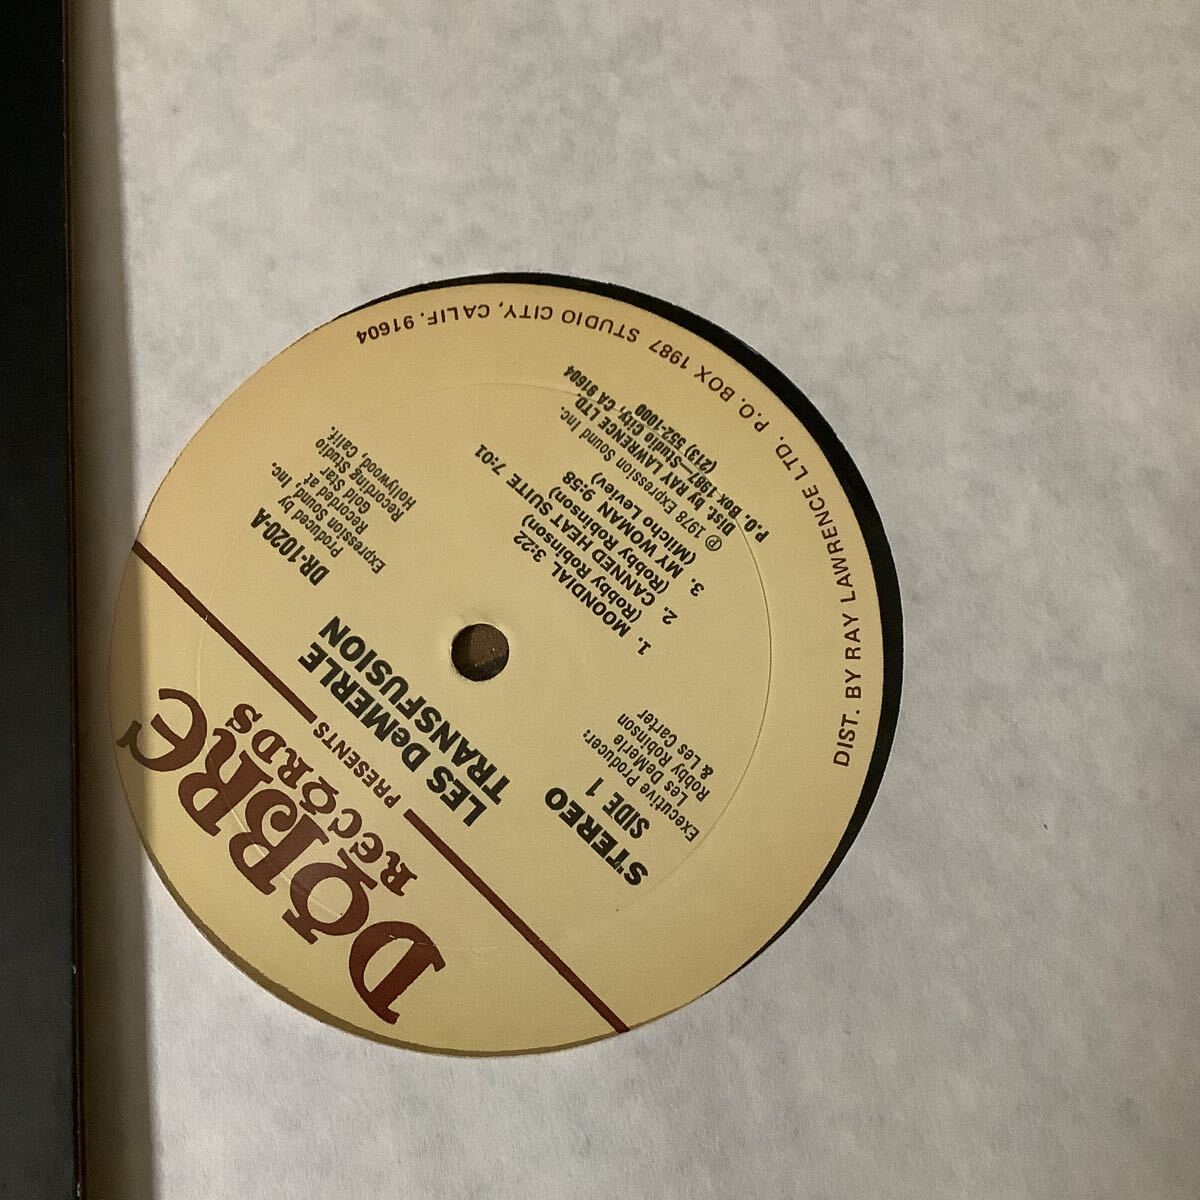 DOBRE
RECORDS
PRESENTS
LES DeMERLE
TRANSFUSION
STEREO
SIDE 1
Executive Producer:
Les DeMerle
Robby Robinson
& Les Carter
DR-1020-A
Produced by
Expression Sound, Inc.
Recorded at
Gold Star
Recording Studio
Hollywood, Calif.
1. MOONDIAL 3:22
(Robby Robinson)
2. CANNED HEAT SUITE 7:01
(Robby Robinson)
3. MY WOMAN 9:58
(Milcho Leviev)
℗ 1978 Expression Sound Inc.
Dist. by RAY LAWRENCE LTD.
P.O. Box 1987—Studio City, CA 91604
(213) 552-1000
DIST. BY RAY LAWRENCE LTD, P.O. BOX 1987 STUDIO CITY, CALIF. 91604